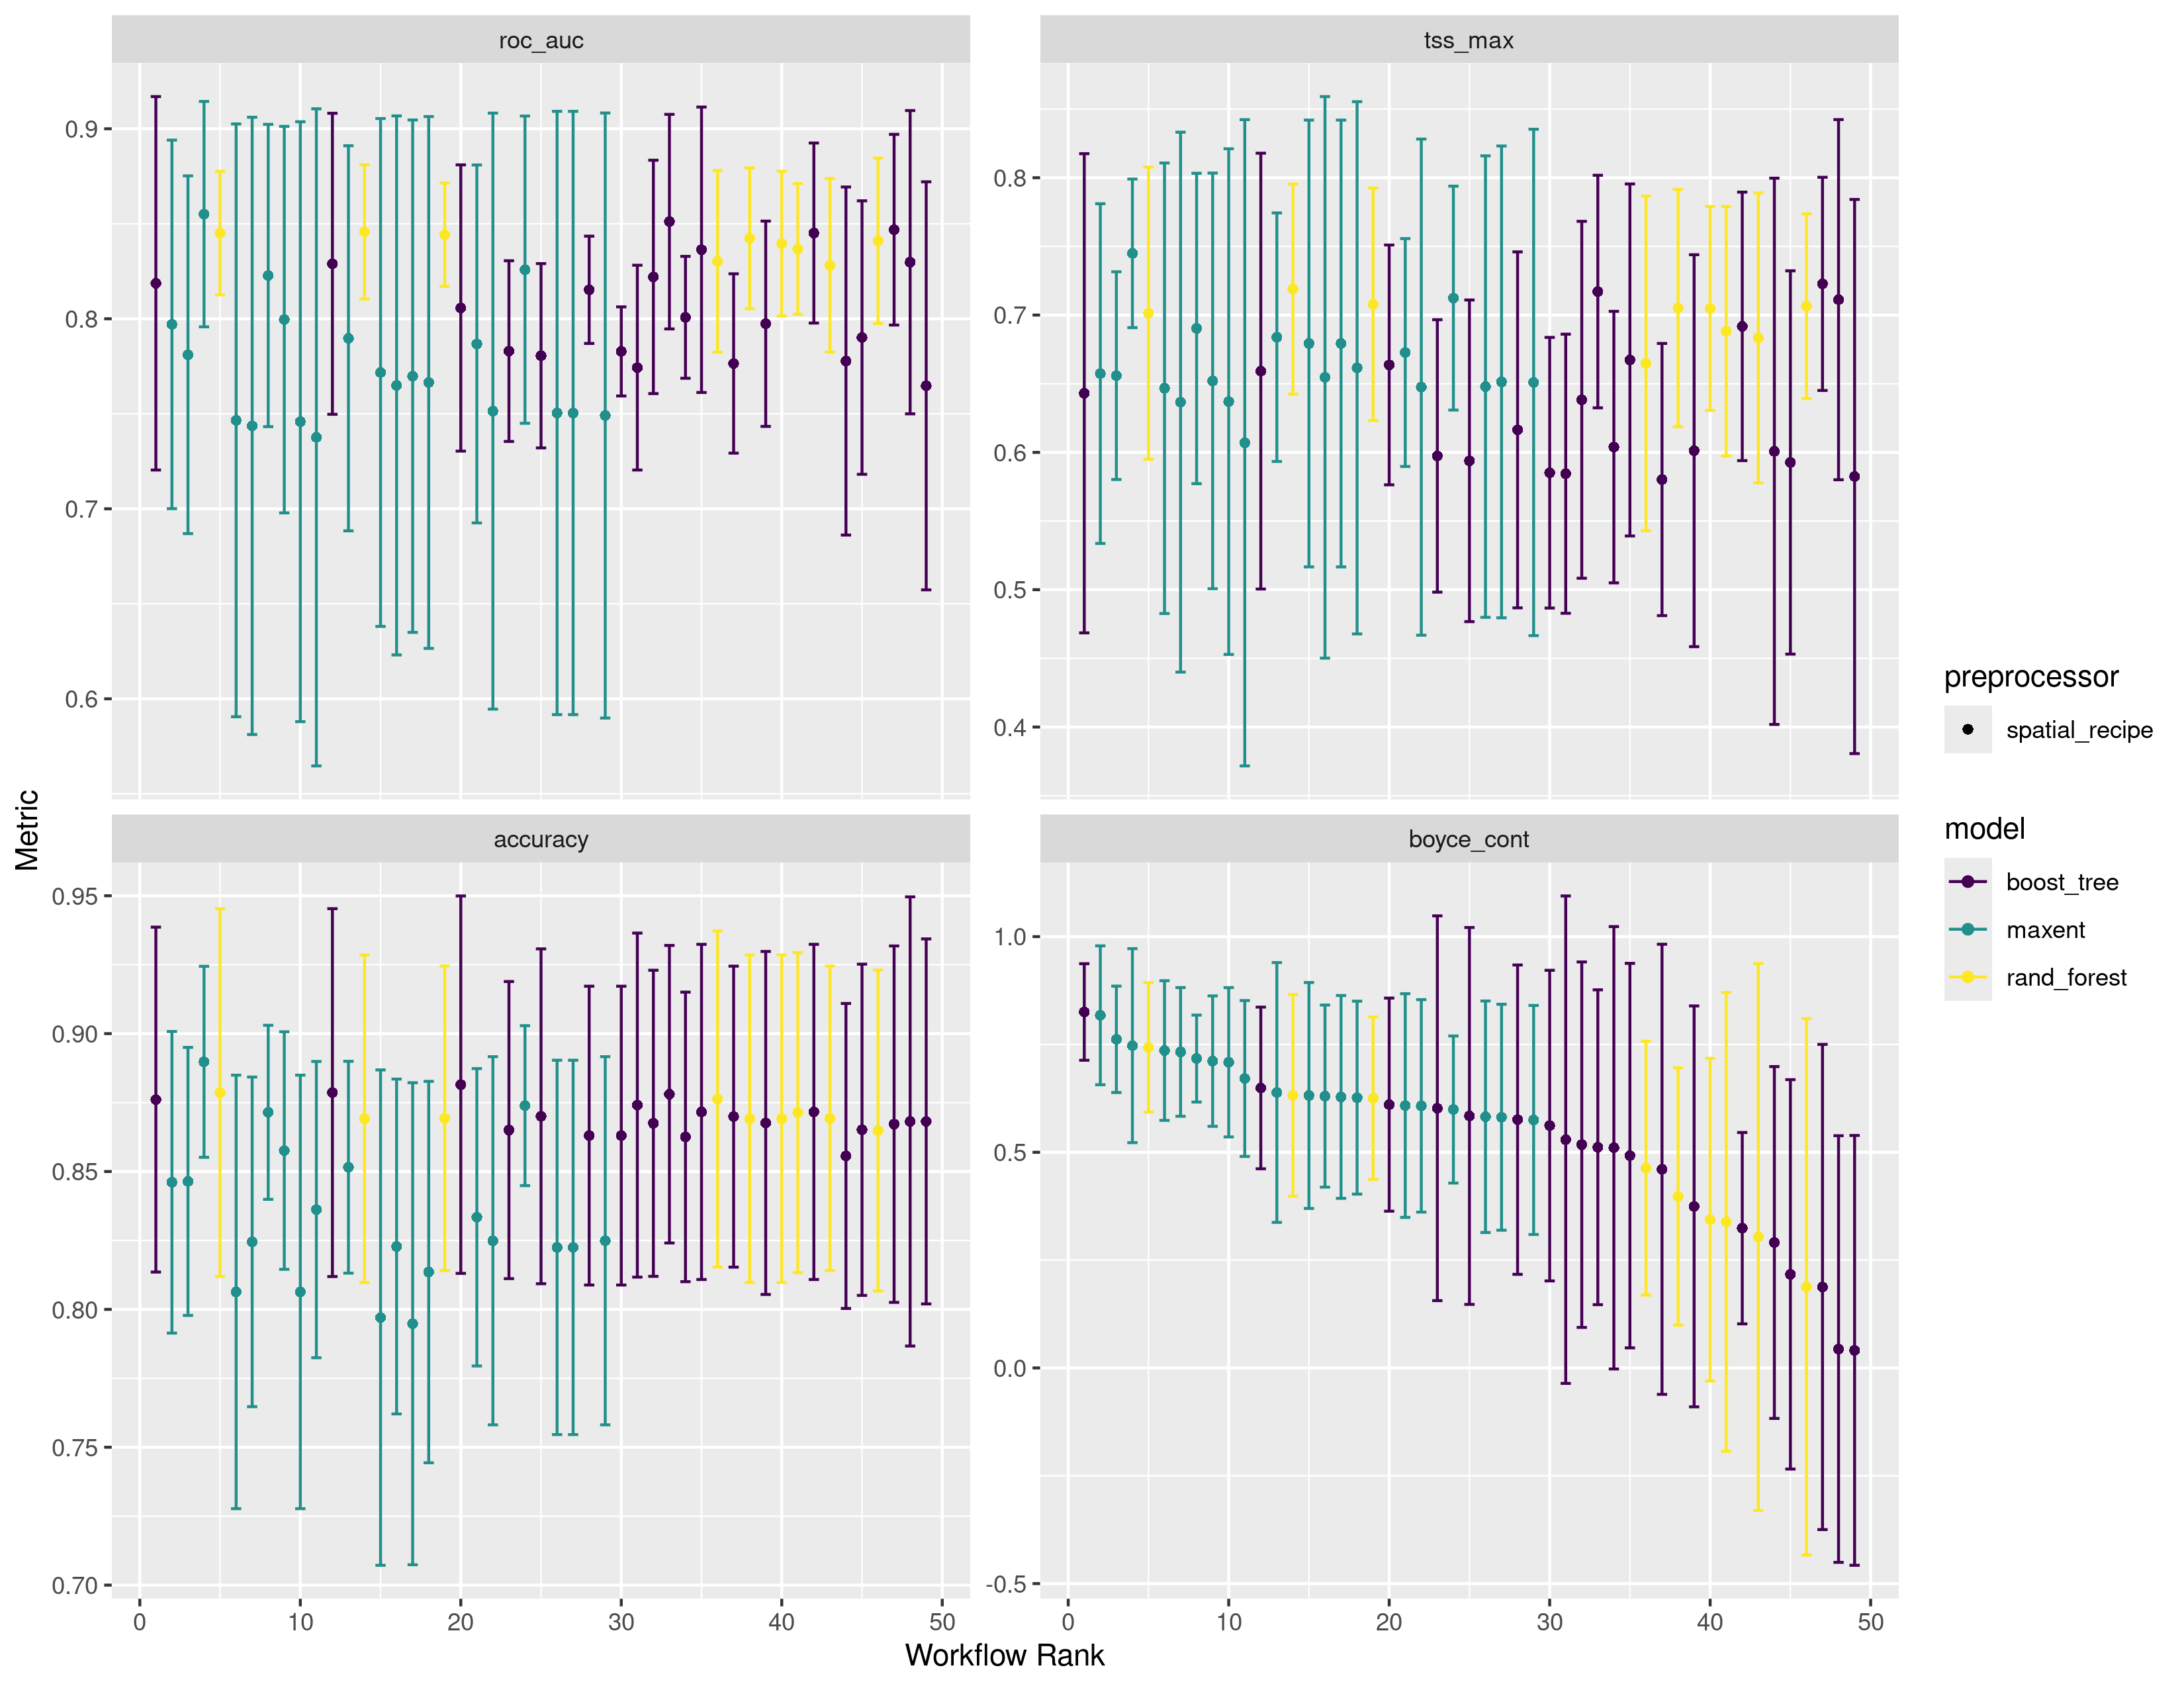 roc_auc
tss_max
0.9
0.8
0.7
0.6
0.8
0.7
0.6
0.5
0.4
accuracy
boyce_cont
0.95
0.90
0.85
0.80
0.75
0.70
1.0
0.5
0.0
-0.5
0 10 20 30 40 50
0 10 20 30 40 50
Workflow Rank
Metric
preprocessor
spatial_recipe
model
boost_tree
maxent
rand_forest